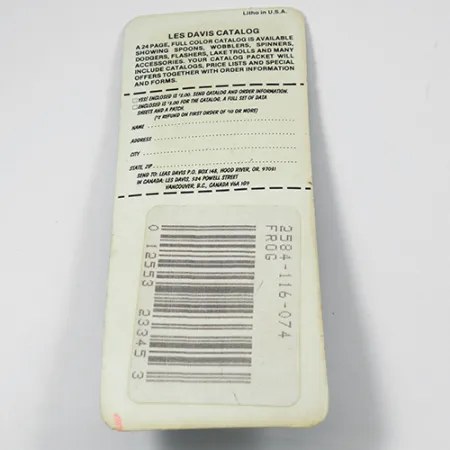 Litho in U.S.A.
LES DAVIS CATALOG
A 24 PAGE, FULL COLOR CATALOG IS AVAILABLE
SHOWING SPOONS, WOBBLERS, SPINNERS,
DODGERS, FLASHERS, LAKE TROLLS AND MANY
ACCESSORIES. YOUR CATALOG PACKET WILL
INCLUDE CATALOGS, PRICE LISTS AND SPECIAL
OFFERS TOGETHER WITH ORDER INFORMATION
AND FORMS.
YES! ENCLOSED IS $2.00. SEND CATALOG AND ORDER INFORMATION.
ENCLOSED IS $3.00 FOR THE CATALOG, A FULL SET OF DATA
SHEETS AND A PATCH.
($2 REFUND ON FIRST ORDER OF $10 OR MORE)
NAME
ADDRESS
CITY
STATE, ZIP
SEND TO: LEAS DAVIS P.O. BOX 148, HOOD RIVER, OR. 97031
IN CANADA: LES DAVIS, 524 POWELL STREET
VANCOUVER, B.C., CANADA V6A 1G9
2584-116-074
FROG
0 12553 23345 3